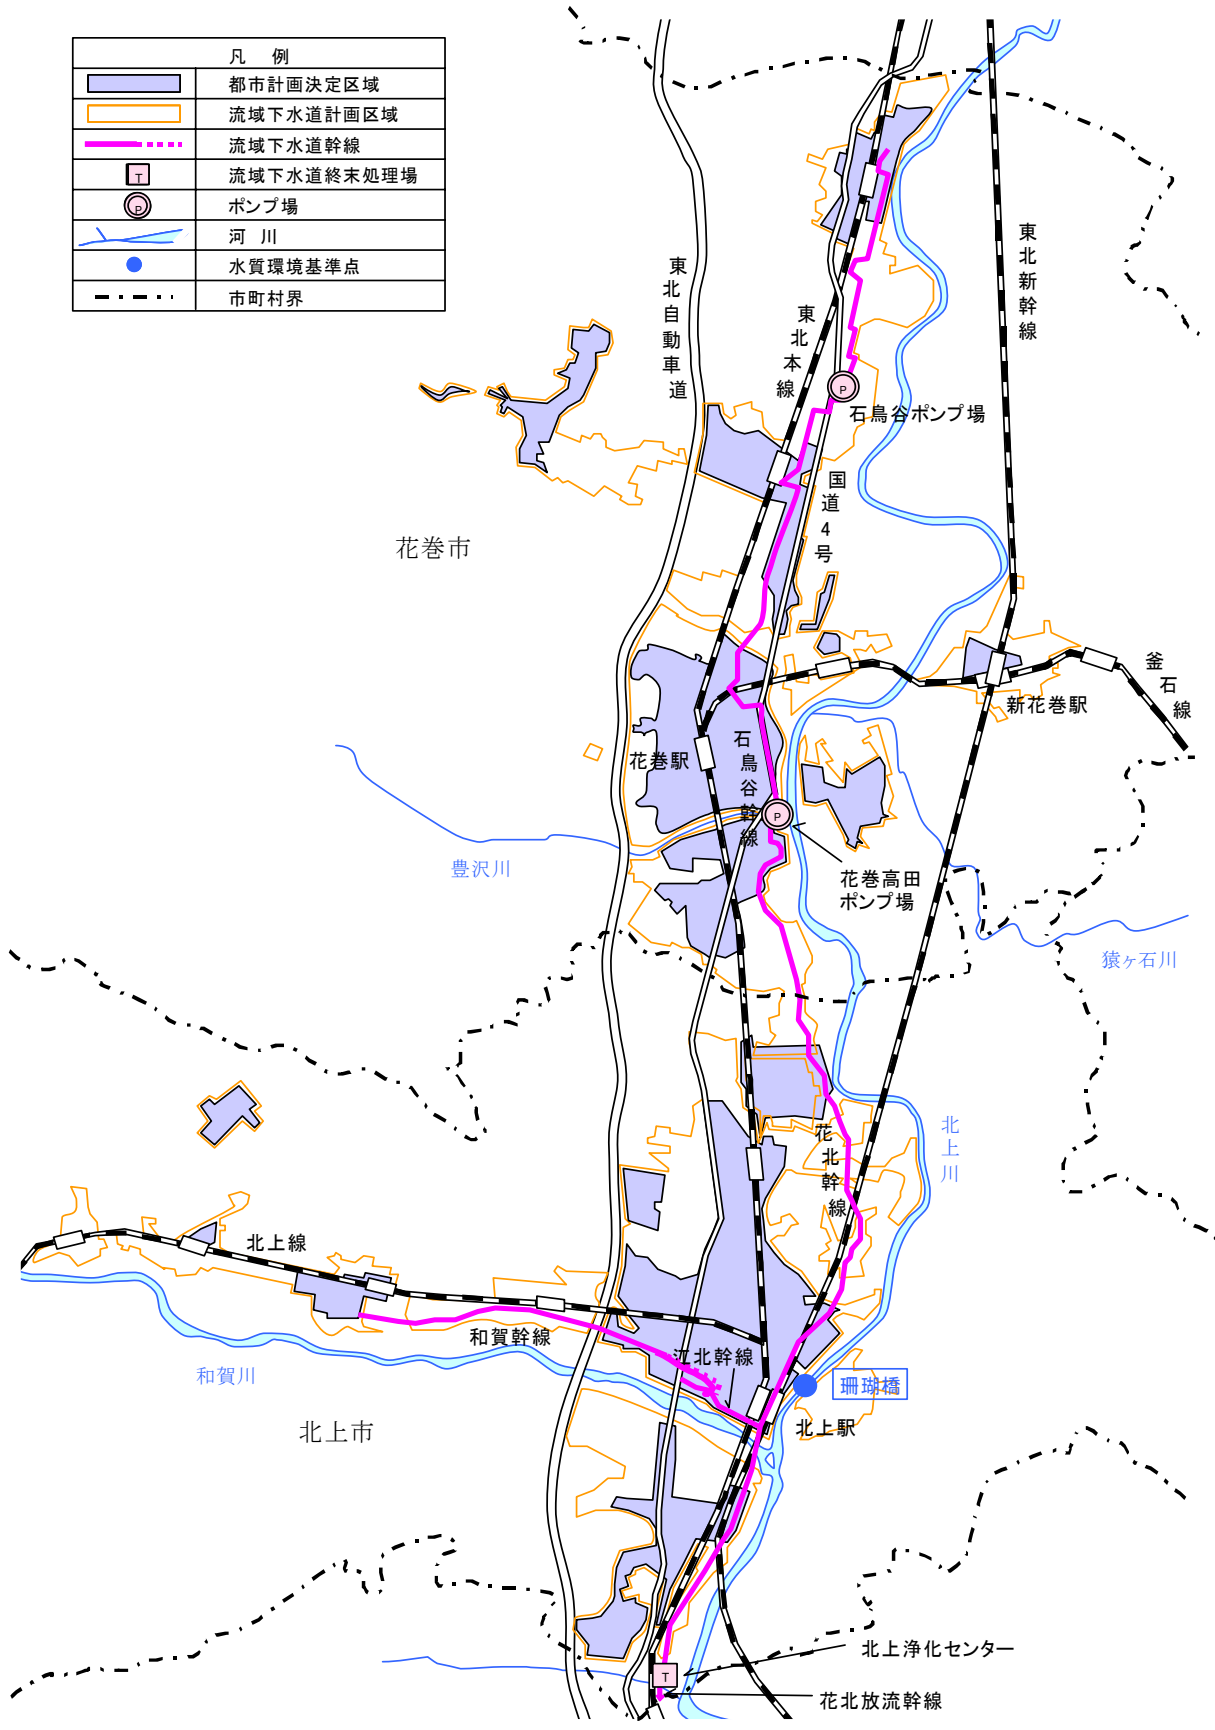 凡 例
都市計画決定区域
流域下水道計画区域
流域下水道幹線
T
流域下水道終末処理場
P
ポンプ場
河 川
水質環境基準点
市町村界
東北自動車道
東北本線
東北新幹線
P
石鳥谷ポンプ場
国道4号
花巻市
釜石線
新花巻駅
花巻駅
石鳥谷幹線
P
豊沢川
花巻高田
ポンプ場
猿ヶ石川
北上川
花北幹線
北上線
和賀幹線
江北幹線
和賀川
珊瑚橋
北上駅
北上市
北上浄化センター
T
花北放流幹線